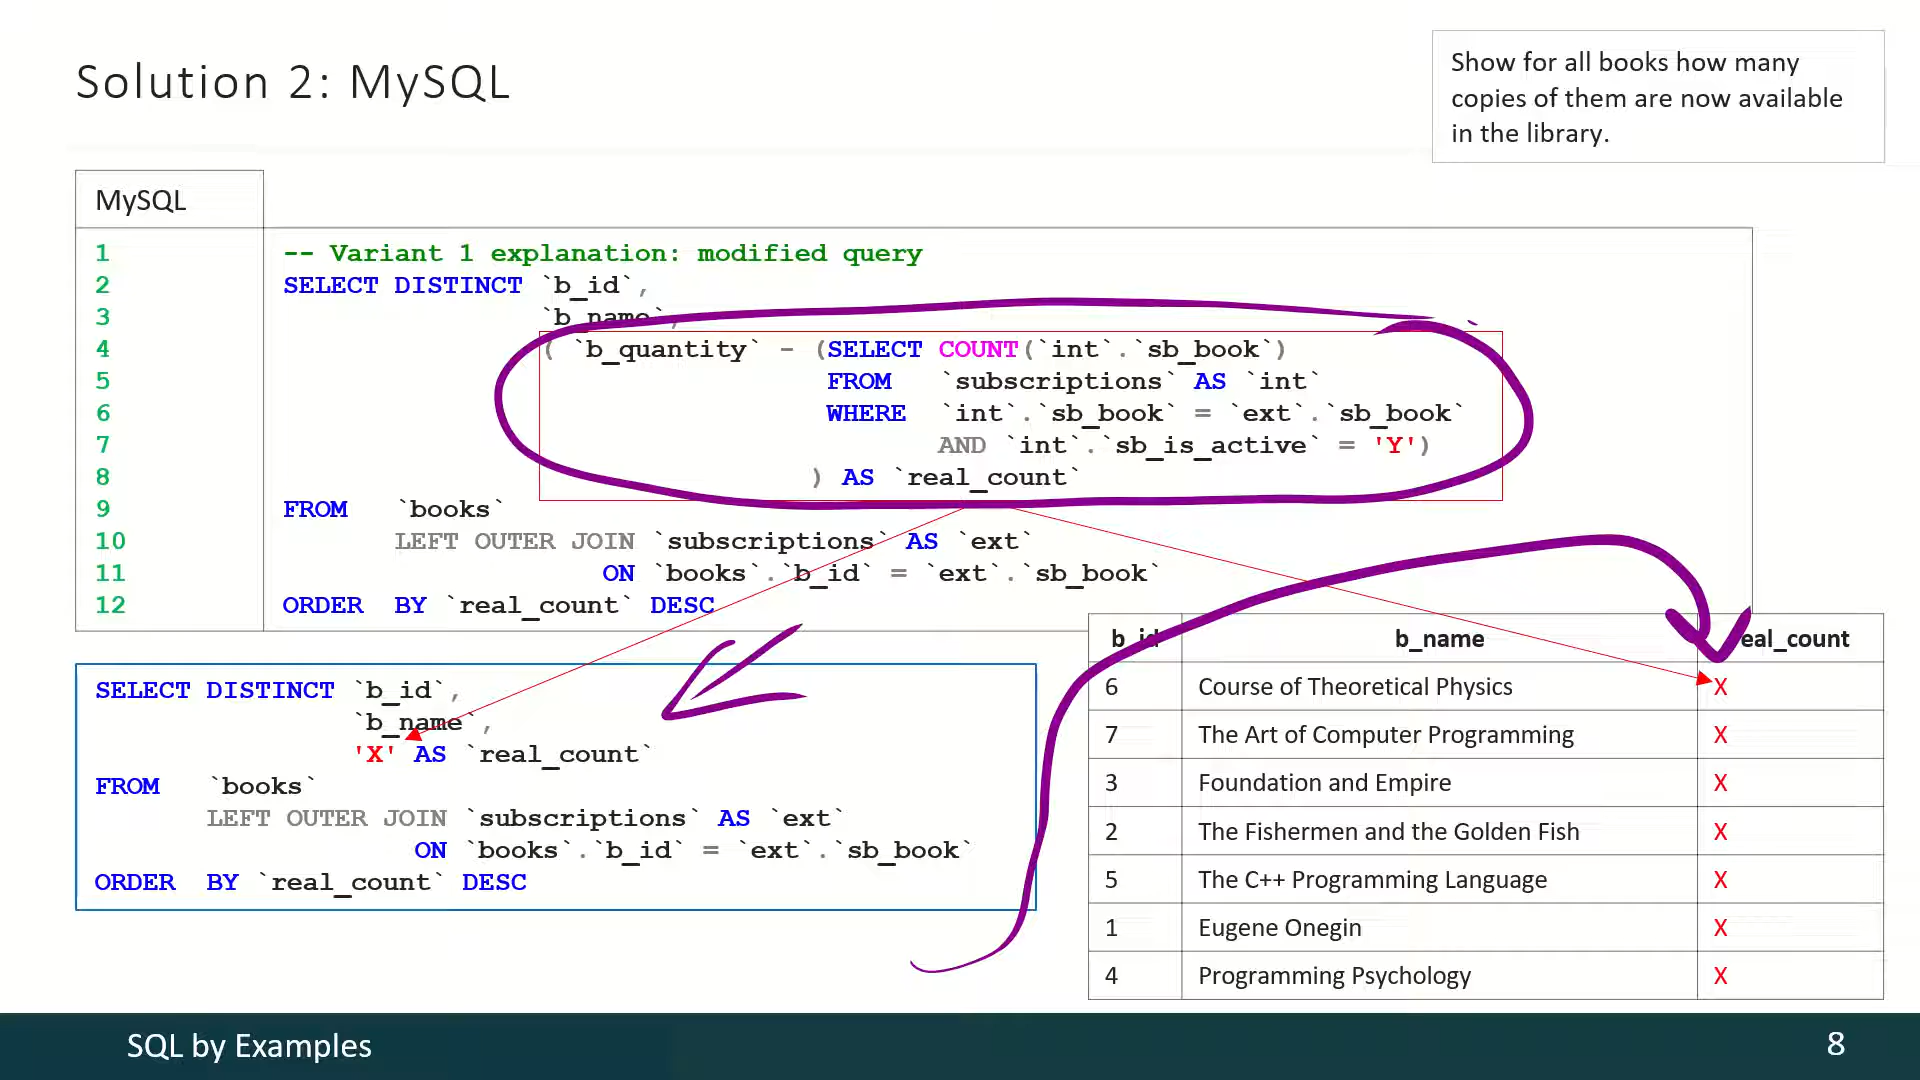 Solution 2: MySQL
Show for all books how many
copies of them are now available
in the library.
MySQL
1 -- Variant 1 explanation: modified query
2 SELECT DISTINCT `b_id`,
3 `b_name`,
4 ( `b_quantity` - (SELECT COUNT(`int`.`sb_book`)
5 FROM `subscriptions` AS `int`
6 WHERE `int`.`sb_book` = `ext`.`sb_book`
7 AND `int`.`sb_is_active` = 'Y')
8 ) AS `real_count`
9 FROM `books`
10 LEFT OUTER JOIN `subscriptions` AS `ext`
11 ON `books`.`b_id` = `ext`.`sb_book`
12 ORDER BY `real_count` DESC
SELECT DISTINCT `b_id`,
`b_name`,
'X' AS `real_count`
FROM `books`
LEFT OUTER JOIN `subscriptions` AS `ext`
ON `books`.`b_id` = `ext`.`sb_book`
ORDER BY `real_count` DESC
b_id b_name real_count
6 Course of Theoretical Physics X
7 The Art of Computer Programming X
3 Foundation and Empire X
2 The Fishermen and the Golden Fish X
5 The C++ Programming Language X
1 Eugene Onegin X
4 Programming Psychology X
SQL by Examples
8